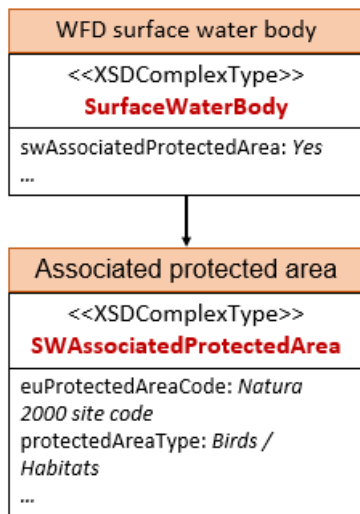 WFD surface water body
<<XSDComplexType>>
SurfaceWaterBody
swAssociatedProtectedArea: Yes
...
Associated protected area
<<XSDComplexType>>
SWAssociatedProtectedArea
euProtectedAreaCode: Natura
2000 site code
protectedAreaType: Birds /
Habitats
...